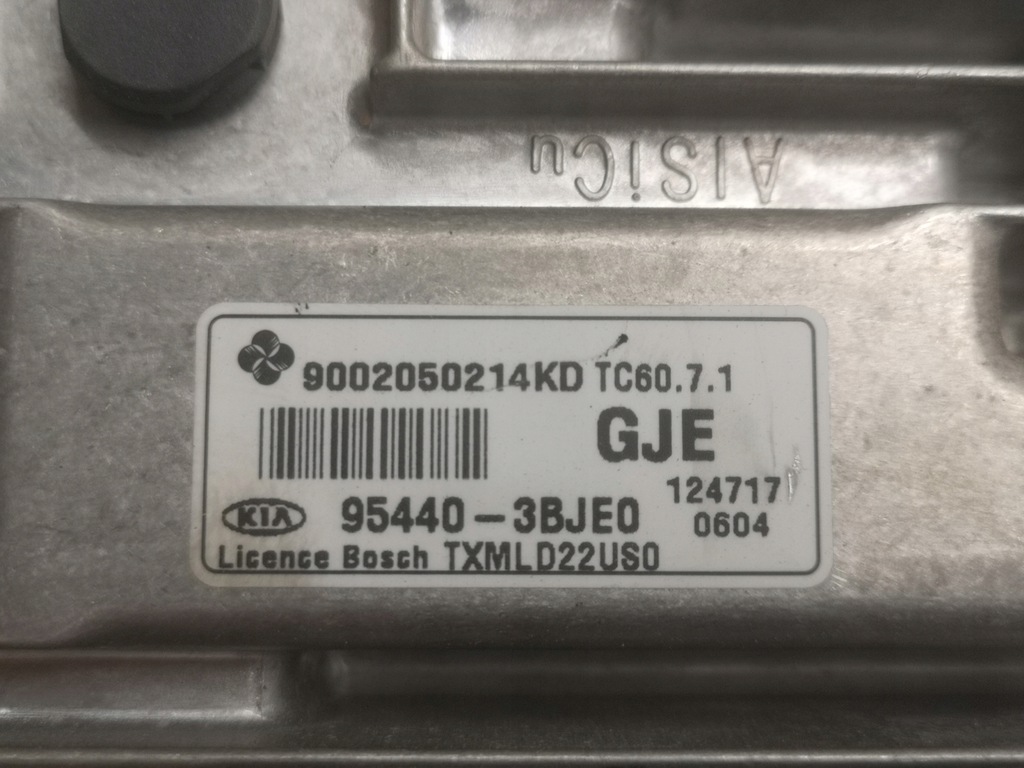 AlSiCu
9002050214KD TC60.7.1
GJE
124717
KIA 95440-3BJE0
0604
Licence Bosch TXMLD22US0